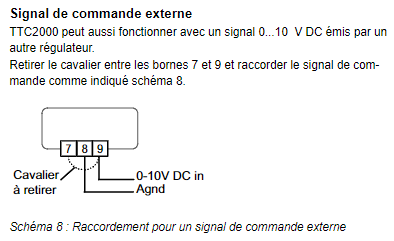 Signal de commande externe
TTC2000 peut aussi fonctionner avec un signal 0...10 V DC émis par un
autre régulateur.
Retirer le cavalier entre les bornes 7 et 9 et raccorder le signal de com-
mande comme indiqué schéma 8.
7 8 9
Cavalier
à retirer
0-10V DC in
Agnd
Schéma 8 : Raccordement pour un signal de commande externe